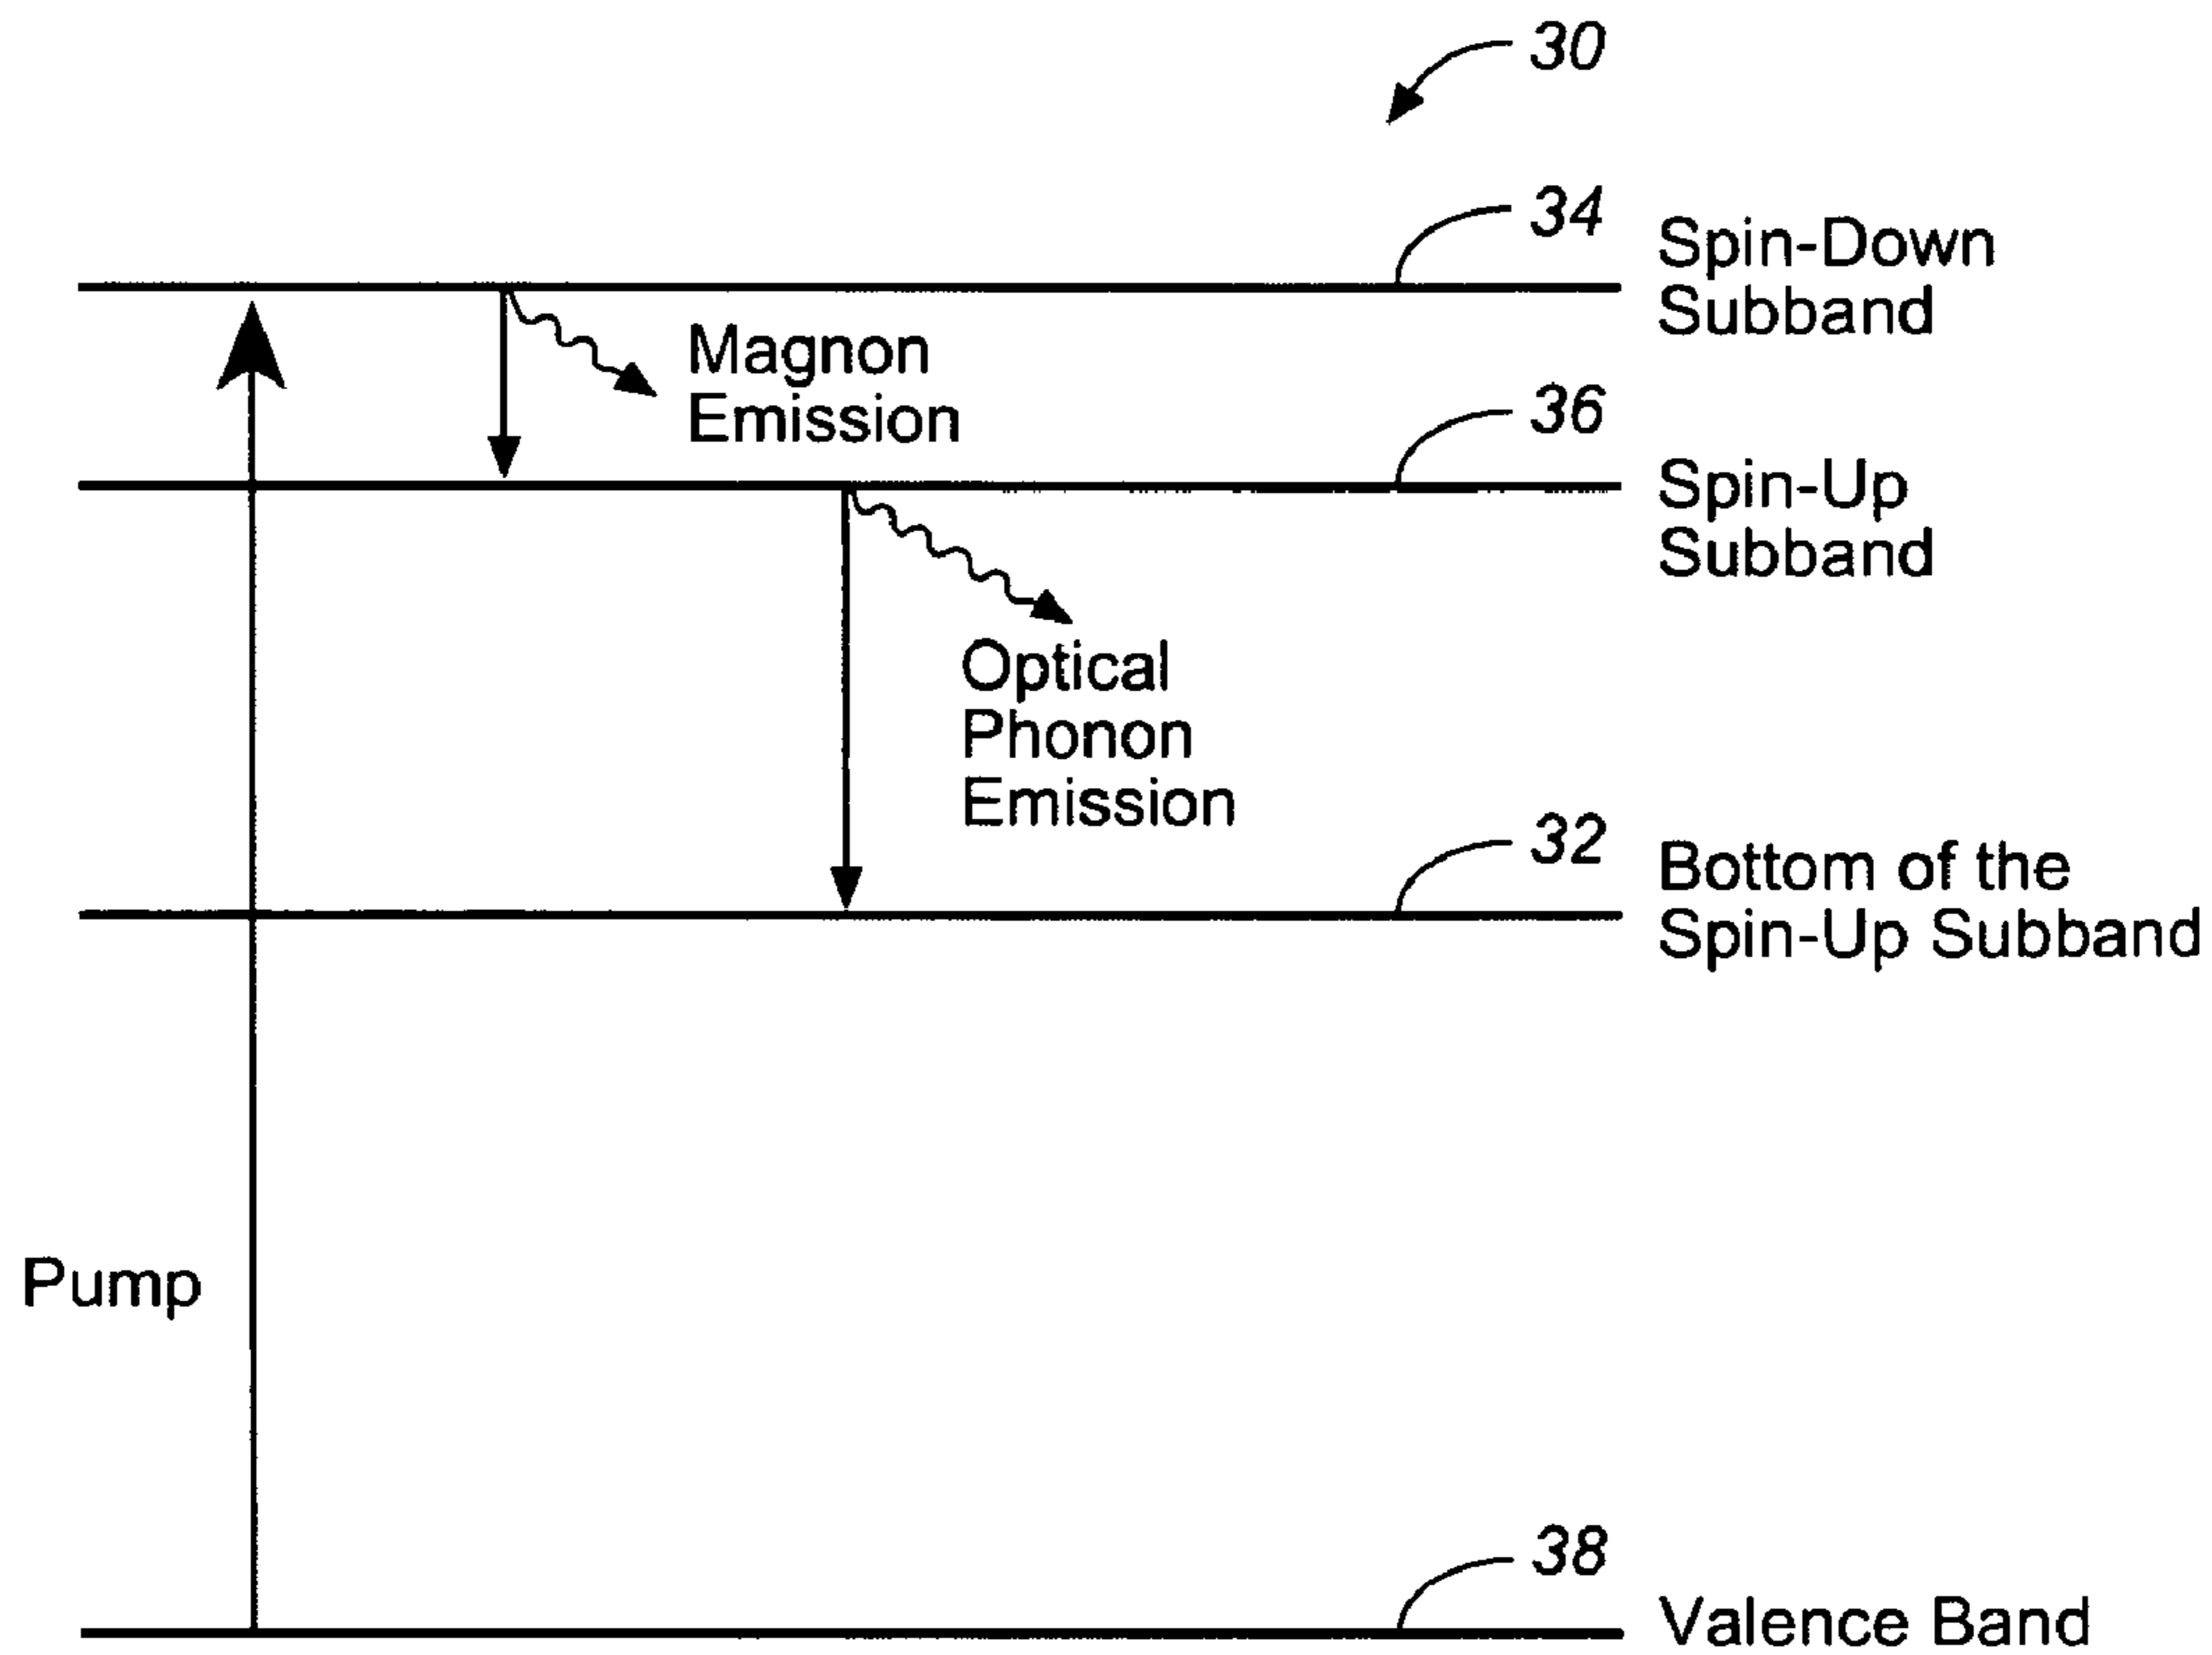 30
34
Spin-Down
Subband
Magnon
Emission
36
Spin-Up
Subband
Optical
Phonon
Emission
32
Bottom of the
Spin-Up Subband
Pump
38
Valence Band